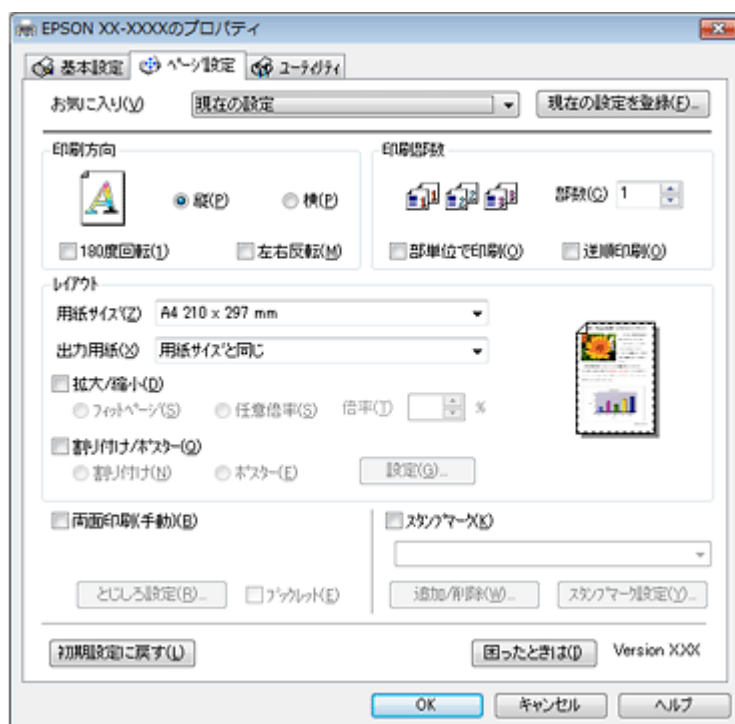 EPSON XX-XXXXのプロパティ
基本設定 ページ設定 ユーティリティ
お気に入り(V) 現在の設定 現在の設定を登録(F)...
印刷方向 印刷部数
縦(P) 横(P) 部数(C) 1
180度回転(1) 左右反転(M) 部単位で印刷(O) 逆順印刷(O)
レイアウト
用紙サイズ(Z) A4 210 x 297 mm
出力用紙(X) 用紙サイズと同じ
拡大/縮小(D)
フィットページ(S) 任意倍率(S) 倍率(T) %
割り付け/ポスター(Q)
割り付け(N) ポスター(E) 設定(G)...
両面印刷(手動)(B) スタンプマーク(K)
とじしろ設定(R)... ブックレット(E) 追加/削除(W)... スタンプマーク設定(Y)...
初期設定に戻す(L) 困ったときは(I) Version X.XX
OK キャンセル ヘルプ